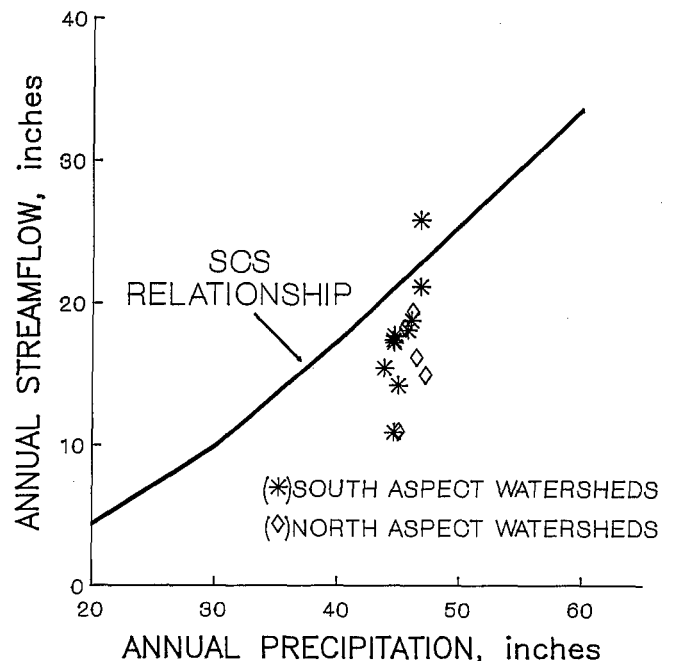 40
30
20
10
0
20
30
40
50
60
ANNUAL STREAMFLOW, inches
SCS
RELATIONSHIP
(✳)SOUTH ASPECT WATERSHEDS
(◇)NORTH ASPECT WATERSHEDS
ANNUAL PRECIPITATION, inches